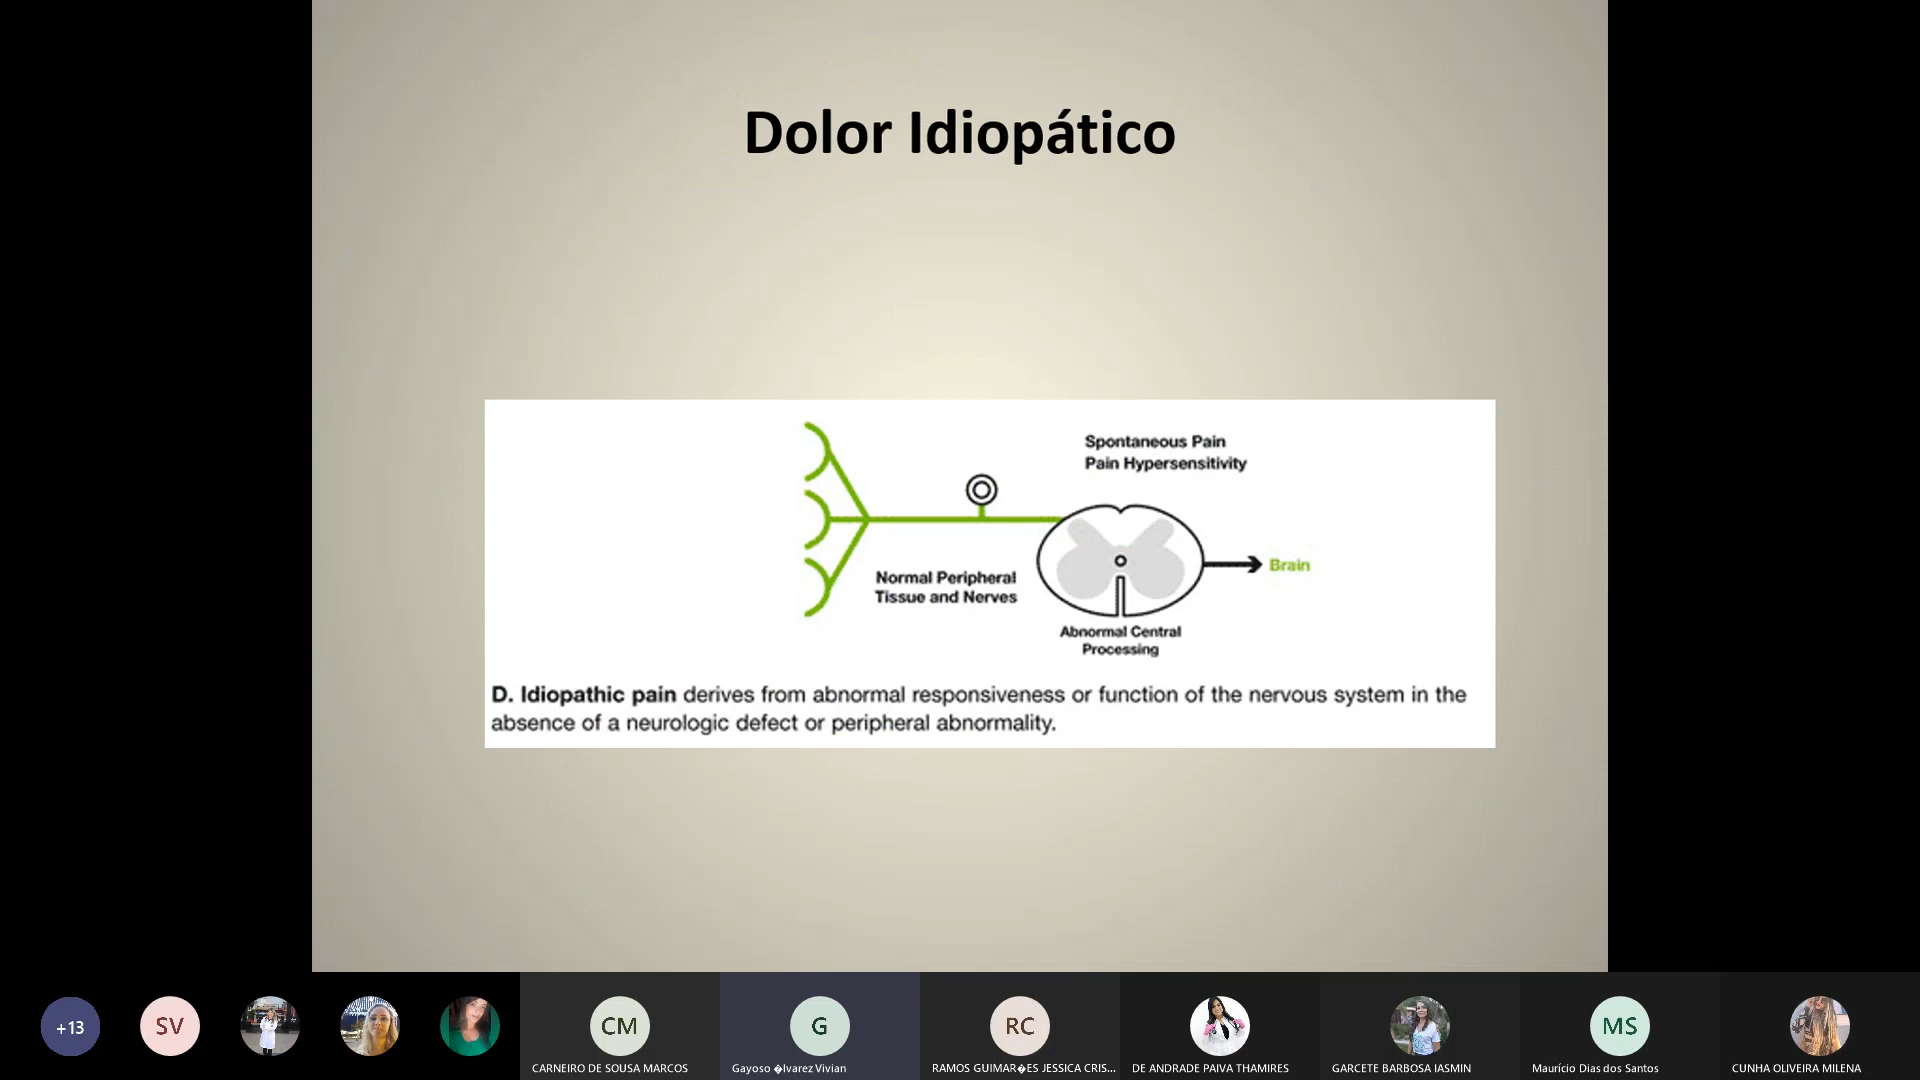 Dolor Idiopático
Spontaneous Pain
Pain Hypersensitivity
Normal Peripheral
Tissue and Nerves
Brain
Abnormal Central
Processing
D. Idiopathic pain derives from abnormal responsiveness or function of the nervous system in the
absence of a neurologic defect or peripheral abnormality.
+13
SV
CM
G
RC
MS
CARNEIRO DE SOUSA MARCOS
Gayoso �lvarez Vivian
RAMOS GUIMAR�ES JESSICA CRIS...
DE ANDRADE PAIVA THAMIRES
GARCETE BARBOSA IASMIN
Maurício Dias dos Santos
CUNHA OLIVEIRA MILENA